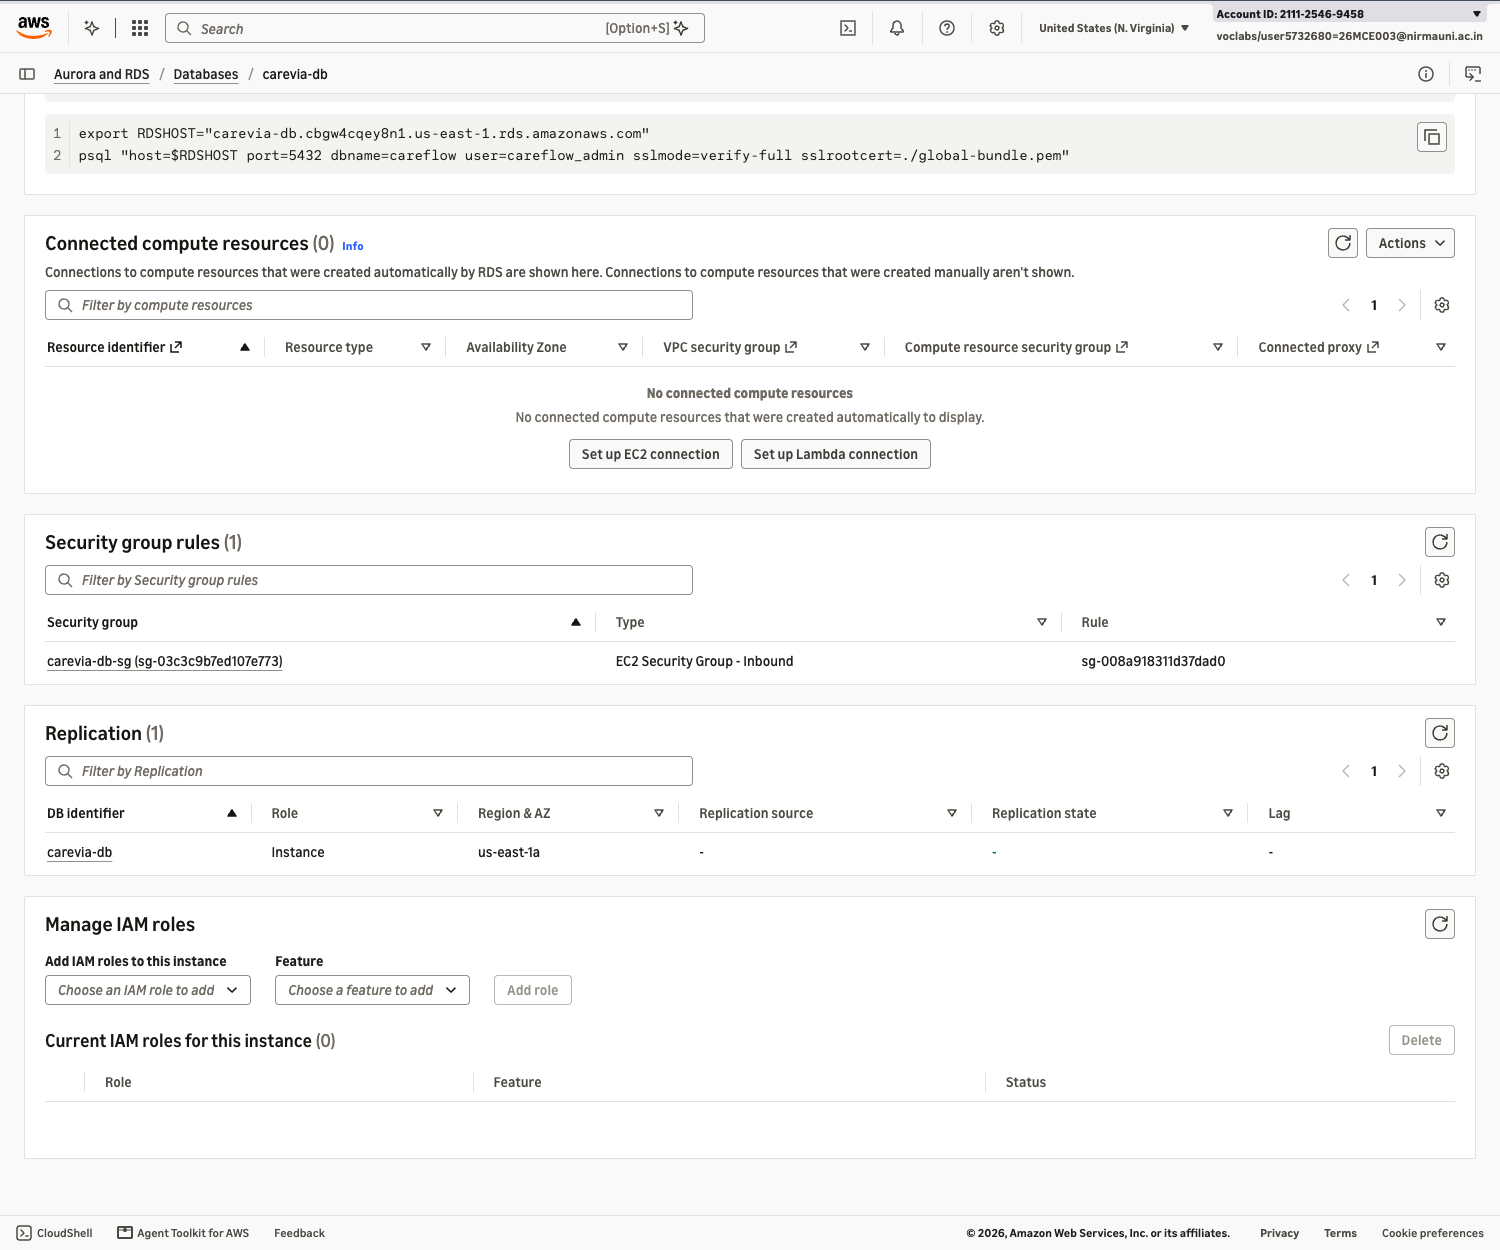 aws
Search
[Option+S]
United States (N. Virginia)
Account ID: 2111-2546-9458
voclabs/user5732680=26MCE003@nirmauni.ac.in
Aurora and RDS / Databases / carevia-db
1 export RDSHOST="carevia-db.cbgw4cqey8n1.us-east-1.rds.amazonaws.com"
2 psql "host=$RDSHOST port=5432 dbname=careflow user=careflow_admin sslmode=verify-full sslrootcert=./global-bundle.pem"
Connected compute resources (0) Info
Actions
Connections to compute resources that were created automatically by RDS are shown here. Connections to compute resources that were created manually aren't shown.
Filter by compute resources
1
Resource identifier Resource type Availability Zone VPC security group Compute resource security group Connected proxy
No connected compute resources
No connected compute resources that were created automatically to display.
Set up EC2 connection Set up Lambda connection
Security group rules (1)
Filter by Security group rules
1
Security group Type Rule
carevia-db-sg (sg-03c3c9b7ed107e773) EC2 Security Group - Inbound sg-008a918311d37dad0
Replication (1)
Filter by Replication
1
DB identifier Role Region & AZ Replication source Replication state Lag
carevia-db Instance us-east-1a - - -
Manage IAM roles
Add IAM roles to this instance Feature
Choose an IAM role to add Choose a feature to add Add role
Current IAM roles for this instance (0)
Delete
Role Feature Status
CloudShell Agent Toolkit for AWS Feedback
© 2026, Amazon Web Services, Inc. or its affiliates. Privacy Terms Cookie preferences